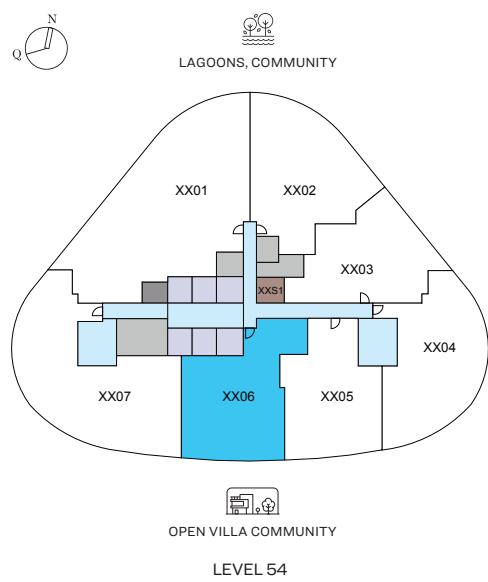 N
Q
LAGOONS, COMMUNITY
XX01
XX02
XX03
XXS1
XX04
XX07
XX06
XX05
OPEN VILLA COMMUNITY
LEVEL 54